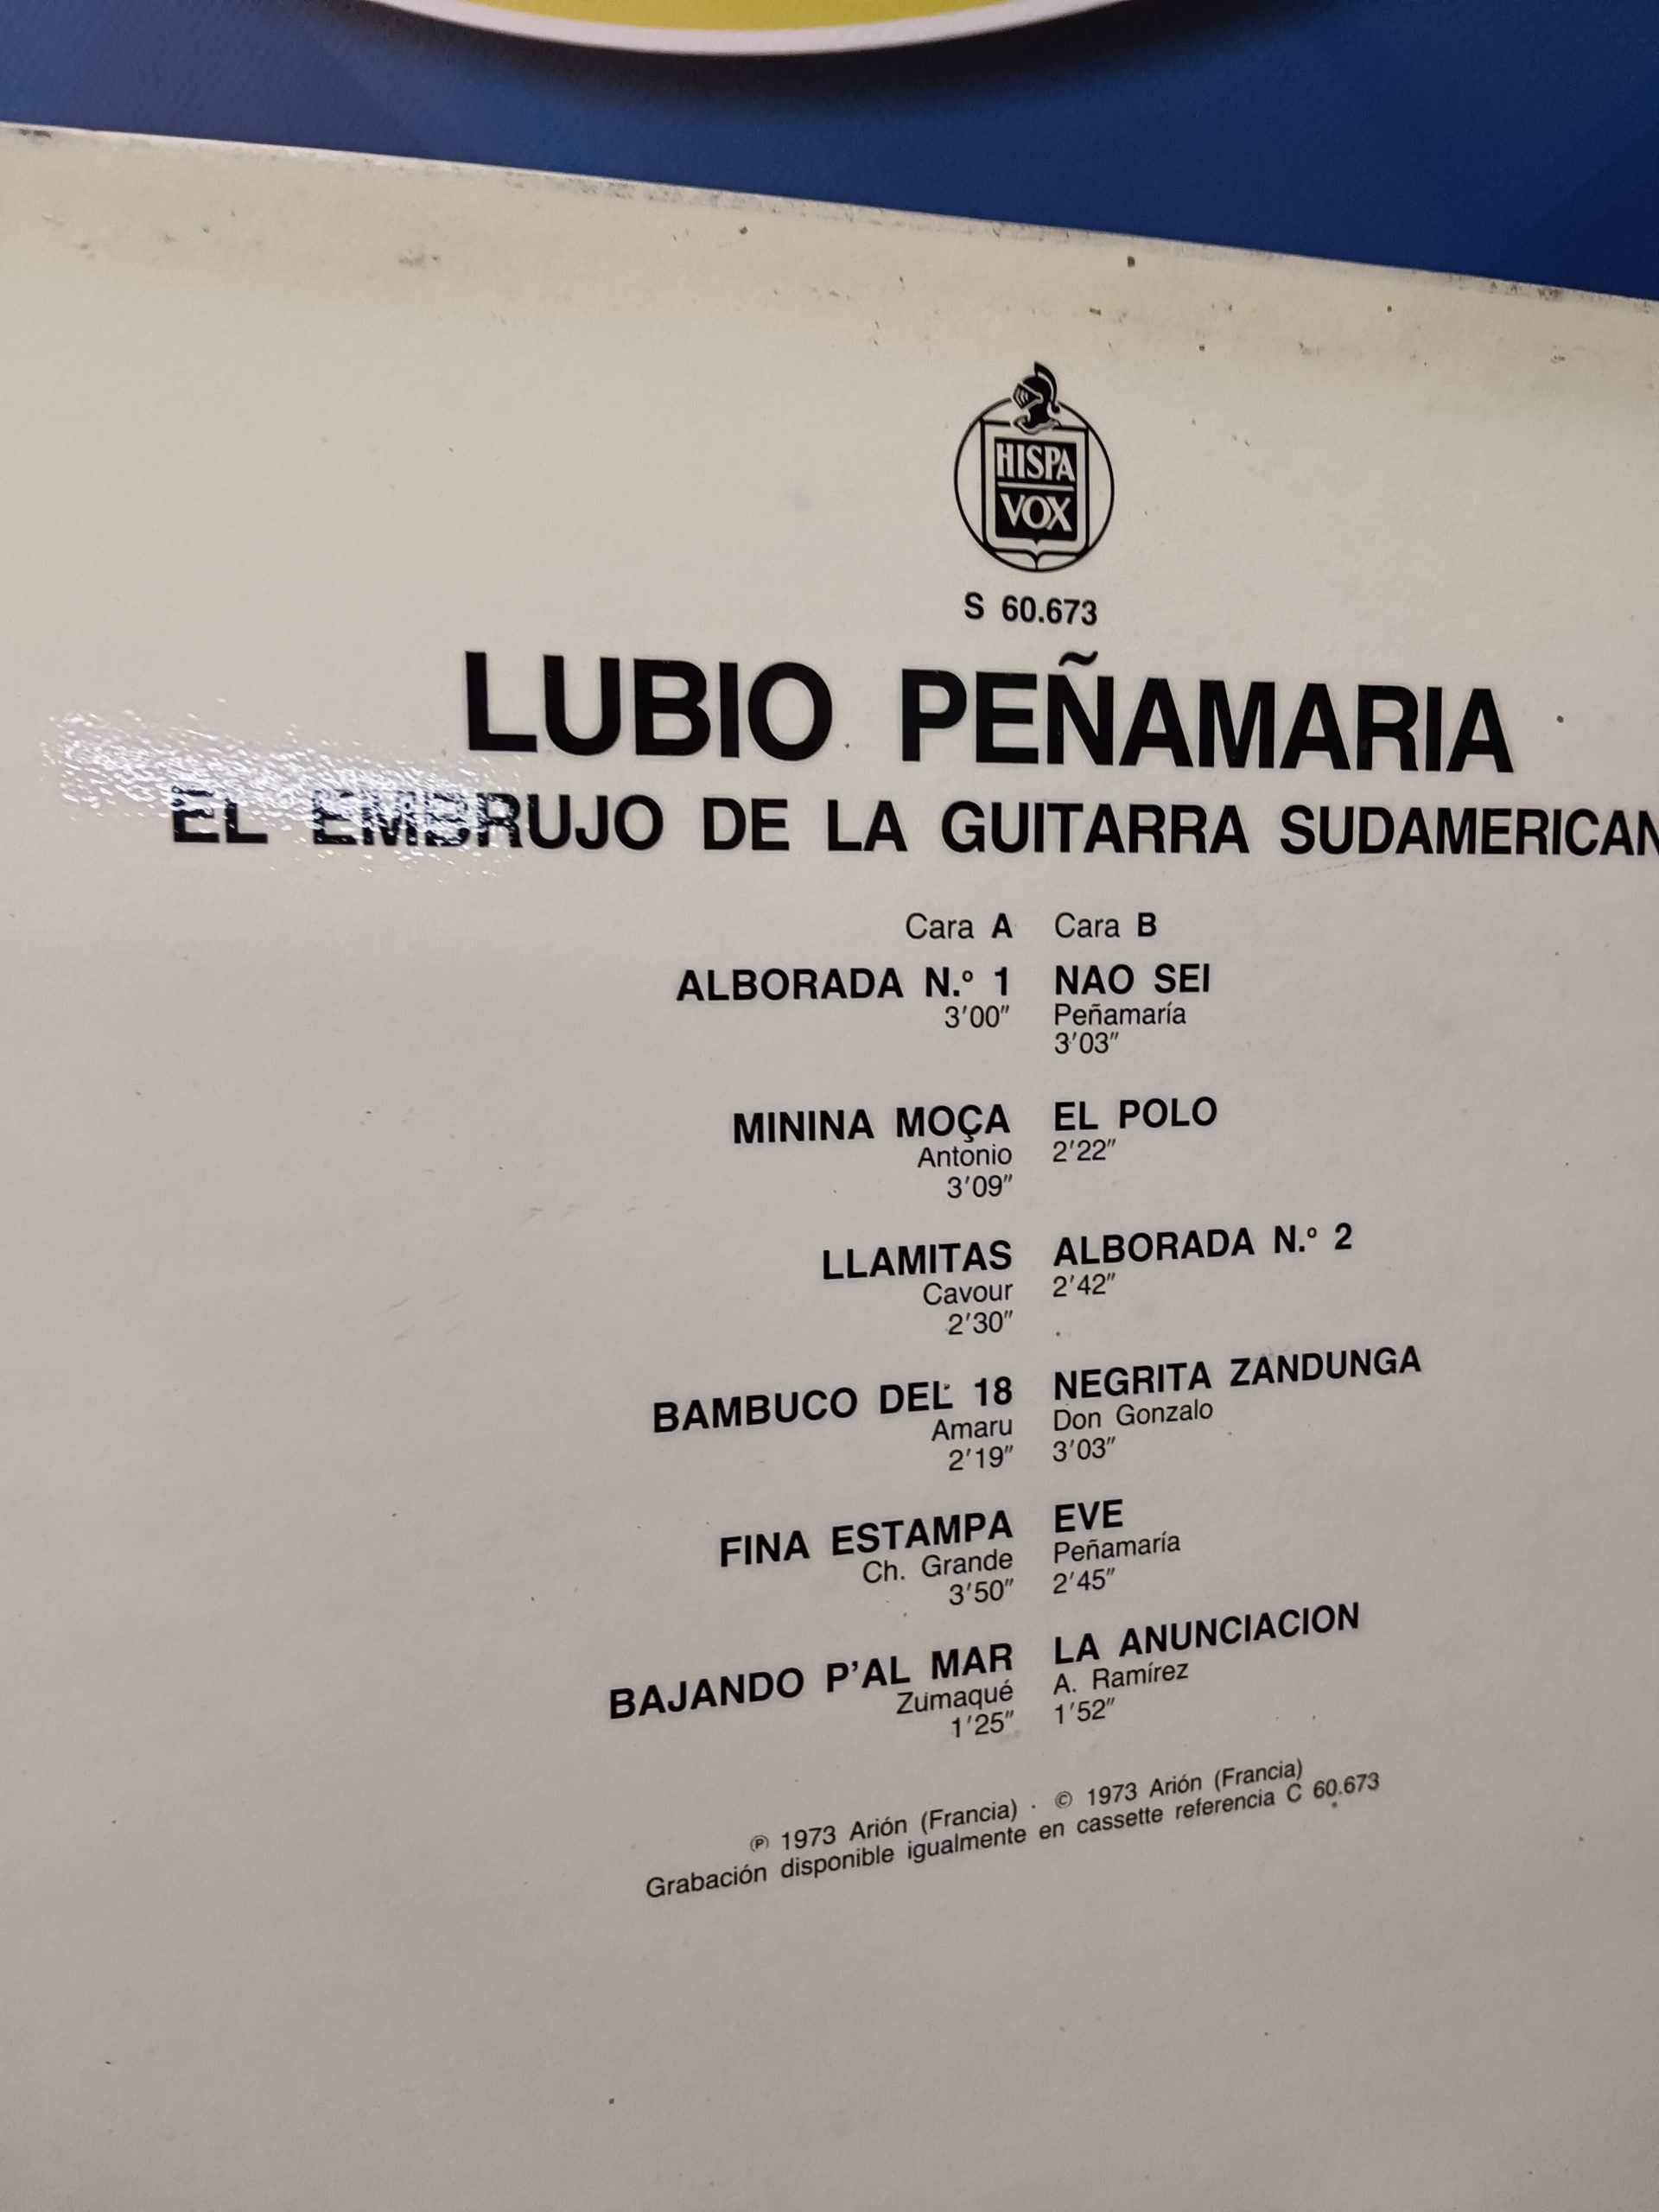 HISPA
VOX
S 60.673
LUBIO PEÑAMARIA
EL EMBRUJO DE LA GUITARRA SUDAMERICAN
Cara A
ALBORADA N.º 1
3'00"
MININA MOÇA
Antonio
3'09"
LLAMITAS
Cavour
2'30"
BAMBUCO DEL 18
Amaru
2'19"
FINA ESTAMPA
Ch. Grande
3'50"
BAJANDO P'AL MAR
Zumaqué
1'25"
Cara B
NAO SEI
Peñamaría
3'03"
EL POLO
2'22"
ALBORADA N.º 2
2'42"
NEGRITA ZANDUNGA
Don Gonzalo
3'03"
EVE
Peñamaría
2'45"
LA ANUNCIACION
A. Ramírez
1'52"
℗ 1973 Arión (Francia) · © 1973 Arión (Francia)
Grabación disponible igualmente en cassette referencia C 60.673